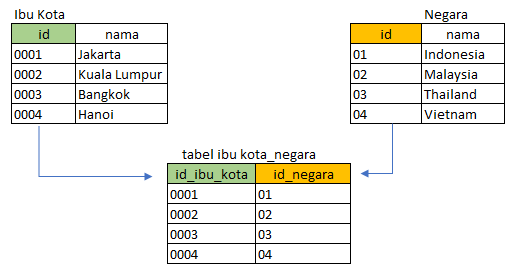 Ibu Kota
id nama
0001 Jakarta
0002 Kuala Lumpur
0003 Bangkok
0004 Hanoi
Negara
id nama
01 Indonesia
02 Malaysia
03 Thailand
04 Vietnam
tabel ibu kota_negara
id_ibu_kota id_negara
0001 01
0002 02
0003 03
0004 04